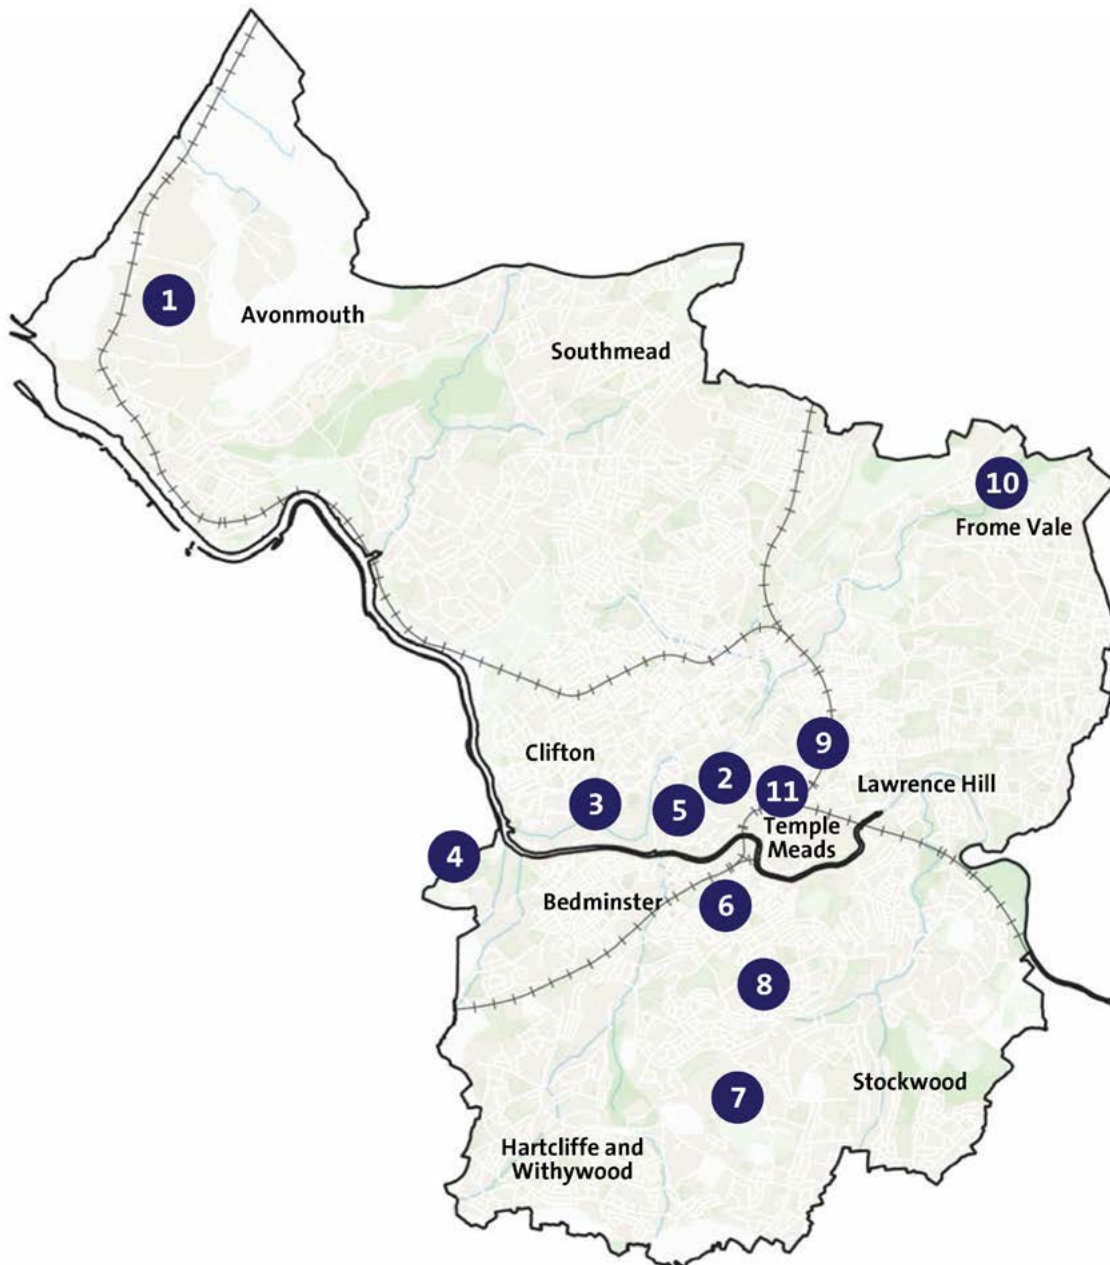 1
Avonmouth
Southmead
10
Frome Vale
9
Clifton
2
11
Lawrence Hill
3
5
Temple
Meads
4
Bedminster
6
8
Stockwood
7
Hartcliffe and
Withywood